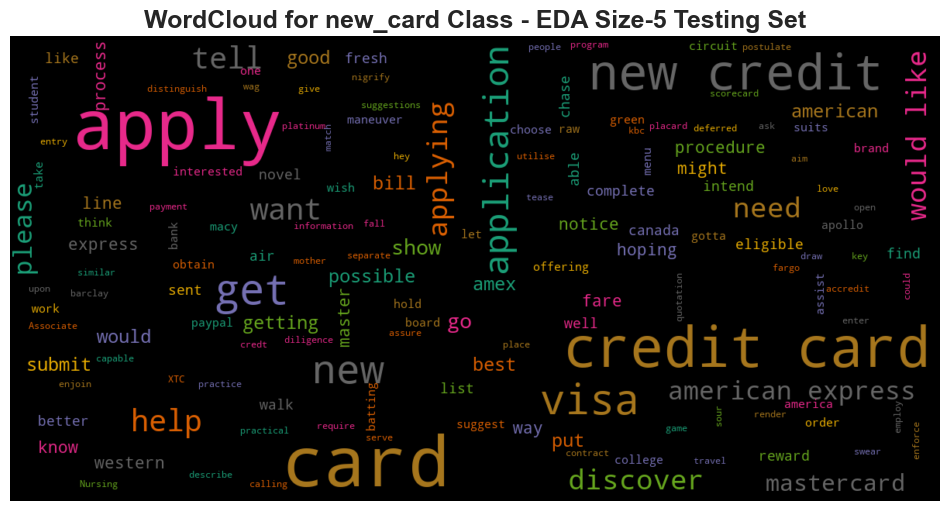 WordCloud for new_card Class - EDA Size-5 Testing Set
like
process
one
tell
good
fresh
people
program
circuit
postulate
student
distinguish
wag
give
nigrify
new credit
scorecard
chase
suggestions
maneuver
apply
platinum
match
applying
application
choose
raw
green
kbc
placard
deferred
ask
suits
american
would like
entry
hey
utilise
procedure
brand
interested
novel
take
wish
bill
able
menu
might
aim
tease
complete
intend
love
please
line
want
payment
think
macy
information
fall
let
notice
canada
gotta
need
open
apollo
express
bank
show
hoping
eligible
draw
key
find
similar
obtain
air
mother
separate
possible
offering
fargo
accredit
could
upon
barclay
sent
get
hold
amex
quotation
assist
work
Associate
paypal
getting
master
board
assure
go
fare
well
enter
would
capable
credt
diligence
place
credit card
submit
enjoin
XTC
practice
new
best
list
visa
american express
better
help
walk
batting
suggest
way
america
order
employ
practical
require
serve
game
sour
render
enforce
know
card
put
contract
college
travel
reward
swear
western
describe
calling
Nursing
discover
mastercard